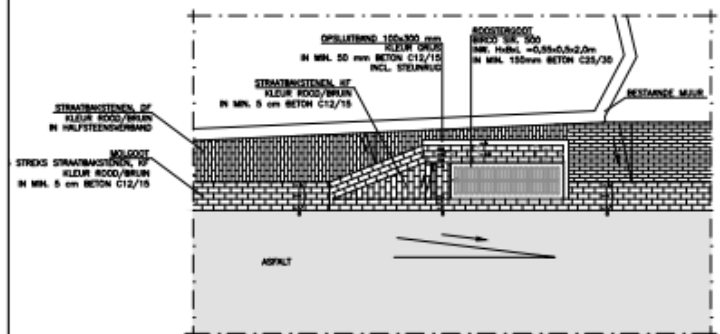 OPSLUITBAND 100x300 mm
KLEUR GRIJS
IN MIN. 50 mm BETON C12/15
INCL. STEUNRUG
ROOSTERGOOT
BIRCO SIR. 500
INW. HxBxL =0,55x0,5x2,0m
IN MIN. 150mm BETON C25/30
STRAATBAKSTENEN, KF
KLEUR ROOD/BRUIN
IN MIN. 5 cm BETON C12/15
BESTAANDE MUUR
STRAATBAKSTENEN, DF
KLEUR ROOD/BRUIN
IN HALFSTEENSVERBAND
MOLGOOT
STREKS STRAATBAKSTENEN, KF
KLEUR ROOD/BRUIN
IN MIN. 5 cm BETON C12/15
ASFALT